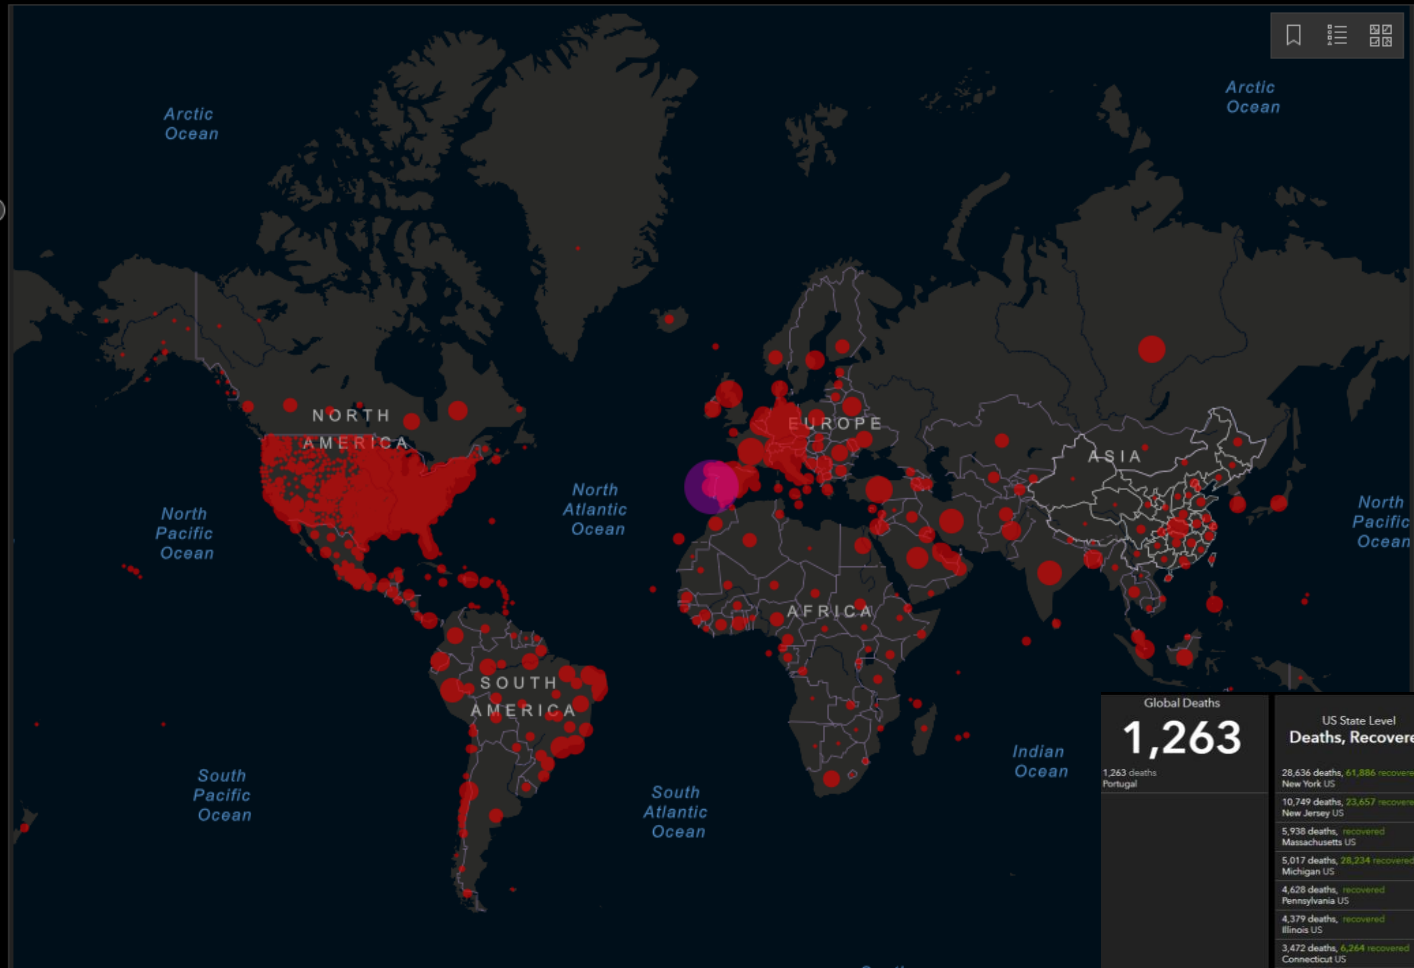 Arctic
Ocean
Arctic
Ocean
NORTH
AMERICA
EUROPE
ASIA
North
Atlantic
Ocean
North
Pacific
Ocean
North
Pacific
Ocean
AFRICA
SOUTH
AMERICA
Indian
Ocean
South
Pacific
Ocean
South
Atlantic
Ocean
Global Deaths
1,263
1,263 deaths
Portugal
US State Level
Deaths, Recovere
28,636 deaths, 61,886 recovere
New York US
10,749 deaths, 23,657 recovere
New Jersey US
5,938 deaths, recovered
Massachusetts US
5,017 deaths, 28,234 recovered
Michigan US
4,628 deaths, recovered
Pennsylvania US
4,379 deaths, recovered
Illinois US
3,472 deaths, 6,264 recovered
Connecticut US